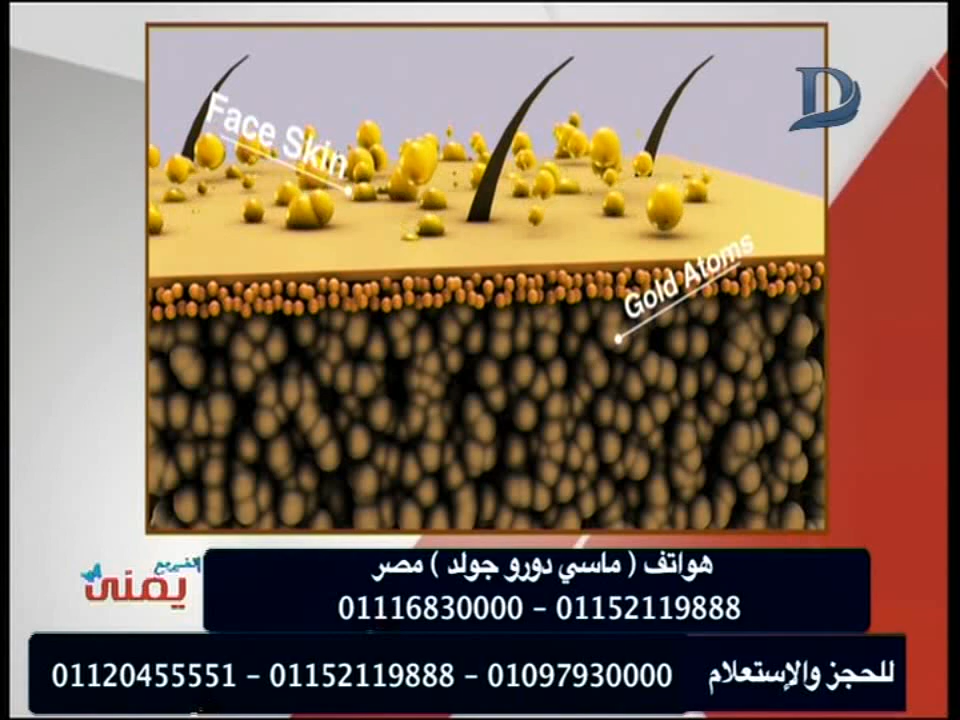 D
Face Skin
Gold Atoms
هواتف ( ماسي دورو جولد ) مصر
01116830000 - 01152119888
يمنى
للحجز والإستعلام 01097930000 - 01152119888 - 01120455551